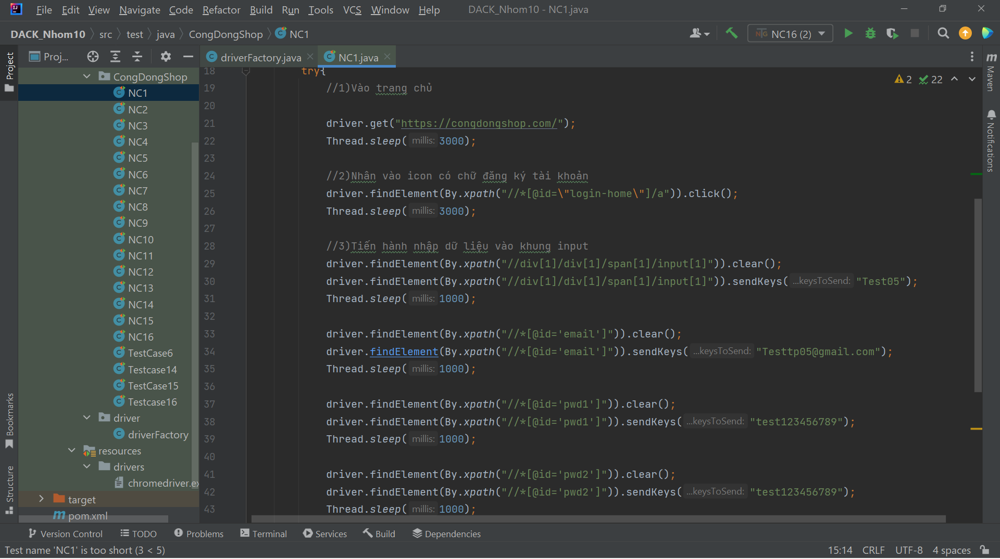 File Edit View Navigate Code Refactor Build Run Tools VCS Window Help DACK_Nhom10 - NC1.java
DACK_Nhom10 src test java CongDongShop NC1 NC16 (2)
Project
Proj...
driverFactory.java
NC1.java
CongDongShop
NC1
NC2
NC3
NC4
NC5
NC6
NC7
NC8
NC9
NC10
NC11
NC12
NC13
NC14
NC15
NC16
TestCase6
Testcase14
TestCase15
Testcase16
driver
driverFactory
resources
drivers
chromedriver.ex
target
pom.xml
Bookmarks
Structure
2 22
18 try{
19 //1)Vào trang chủ
20
21 driver.get("https://congdongshop.com/");
22 Thread.sleep( millis: 3000);
23
24 //2)Nhân vào icon có chữ đăng ký tài khoản
25 driver.findElement(By.xpath("//*[@id=\"login-home\"]/a")).click();
26 Thread.sleep( millis: 3000);
27
28 //3)Tiến hành nhập dữ liệu vào khung input
29 driver.findElement(By.xpath("//div[1]/div[1]/span[1]/input[1]")).clear();
30 driver.findElement(By.xpath("//div[1]/div[1]/span[1]/input[1]")).sendKeys( ...keysToSend: "Test05");
31 Thread.sleep( millis: 1000);
32
33 driver.findElement(By.xpath("//*[@id='email']")).clear();
34 driver.findElement(By.xpath("//*[@id='email']")).sendKeys( ...keysToSend: "Testtp05@gmail.com");
35 Thread.sleep( millis: 1000);
36
37 driver.findElement(By.xpath("//*[@id='pwd1']")).clear();
38 driver.findElement(By.xpath("//*[@id='pwd1']")).sendKeys( ...keysToSend: "test123456789");
39 Thread.sleep( millis: 1000);
40
41 driver.findElement(By.xpath("//*[@id='pwd2']")).clear();
42 driver.findElement(By.xpath("//*[@id='pwd2']")).sendKeys( ...keysToSend: "test123456789");
43 Thread.sleep( millis: 1000);
m Maven
Notifications
Version Control TODO Problems Terminal Services Build Dependencies
Test name 'NC1' is too short (3 < 5) 15:14 CRLF UTF-8 4 spaces